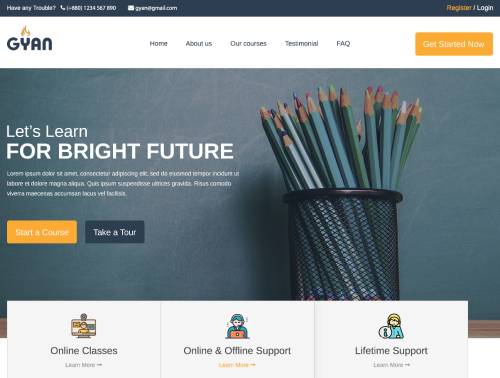 Have any Trouble? (+880) 1234 567 890 gyan@gmail.com Register / Login
GYAN Home About us Our courses Testimonial FAQ Get Started Now
Let's Learn
FOR BRIGHT FUTURE
Lorem ipsum dolor sit amet, consectetur adipiscing elit, sed do eiusmod tempor incididunt ut
labore et dolore magna aliqua. Quis ipsum suspendisse ultrices gravida. Risus comodo
viverra maecenas accumsan lacus vel facilisis.
Start a Course Take a Tour
Online Classes Online & Offline Support Lifetime Support
Learn More Learn More Learn More